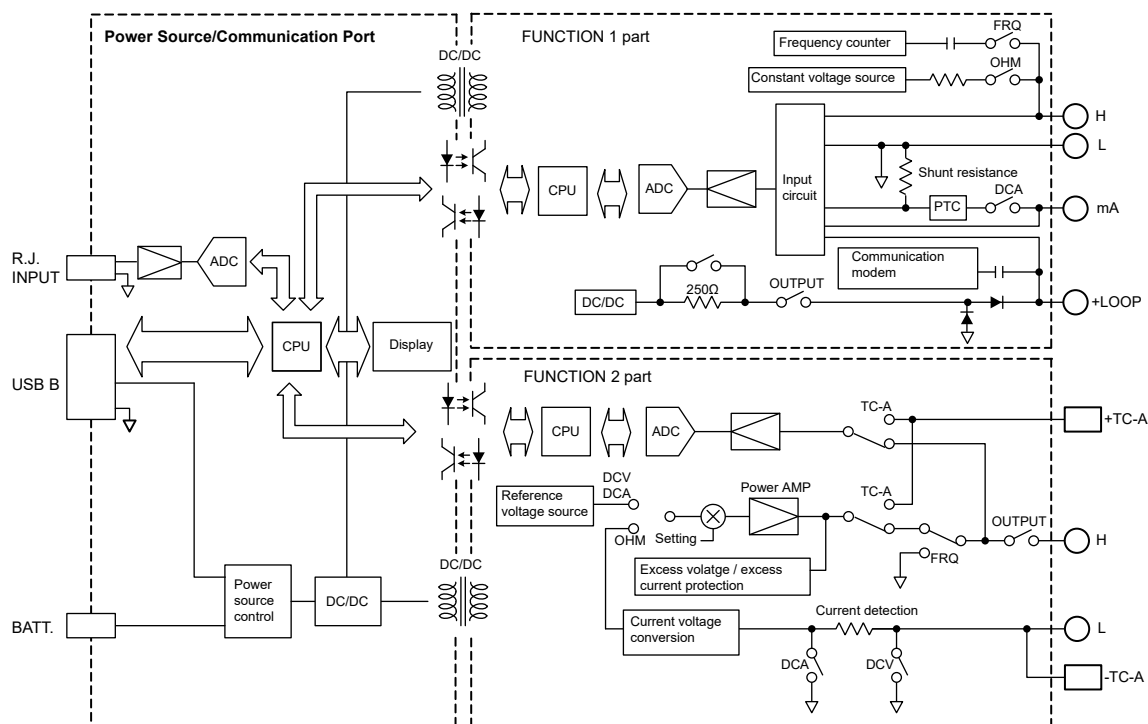 Power Source/Communication Port
DC/DC
R.J.
INPUT
ADC
CPU
Display
USB B
BATT.
Power
source
control
DC/DC
DC/DC
FUNCTION 1 part
Frequency counter
FRQ
Constant voltage source
OHM
H
L
CPU
ADC
Input
circuit
Shunt resistance
PTC
DCA
mA
Communication
modem
DC/DC
250Ω
OUTPUT
+LOOP
FUNCTION 2 part
CPU
ADC
TC-A
+TC-A
Reference
voltage source
DCV
DCA
OHM
Setting
Power AMP
TC-A
OUTPUT
H
FRQ
Excess volatge / excess
current protection
Current voltage
conversion
Current detection
L
DCA
DCV
-TC-A